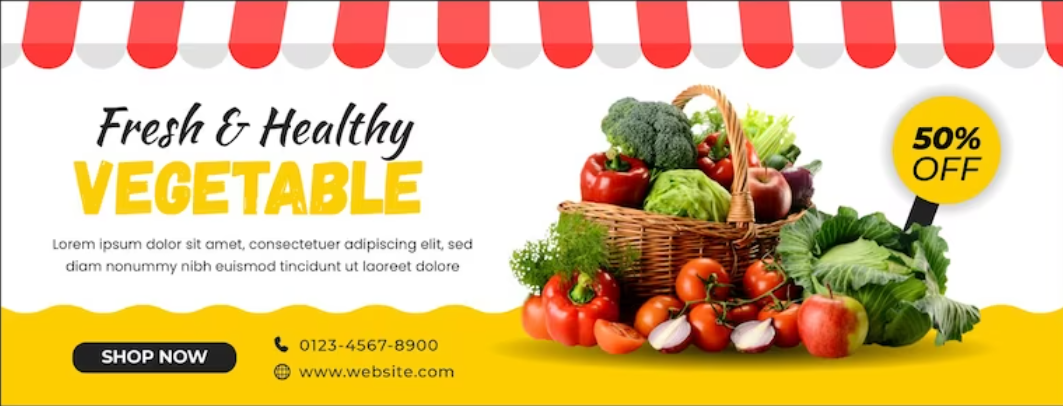 Fresh & Healthy
VEGETABLE
Lorem ipsum dolor sit amet, consectetuer adipiscing elit, sed
diam nonummy nibh euismod tincidunt ut laoreet dolore
SHOP NOW
0123-4567-8900
www.website.com
50%
OFF